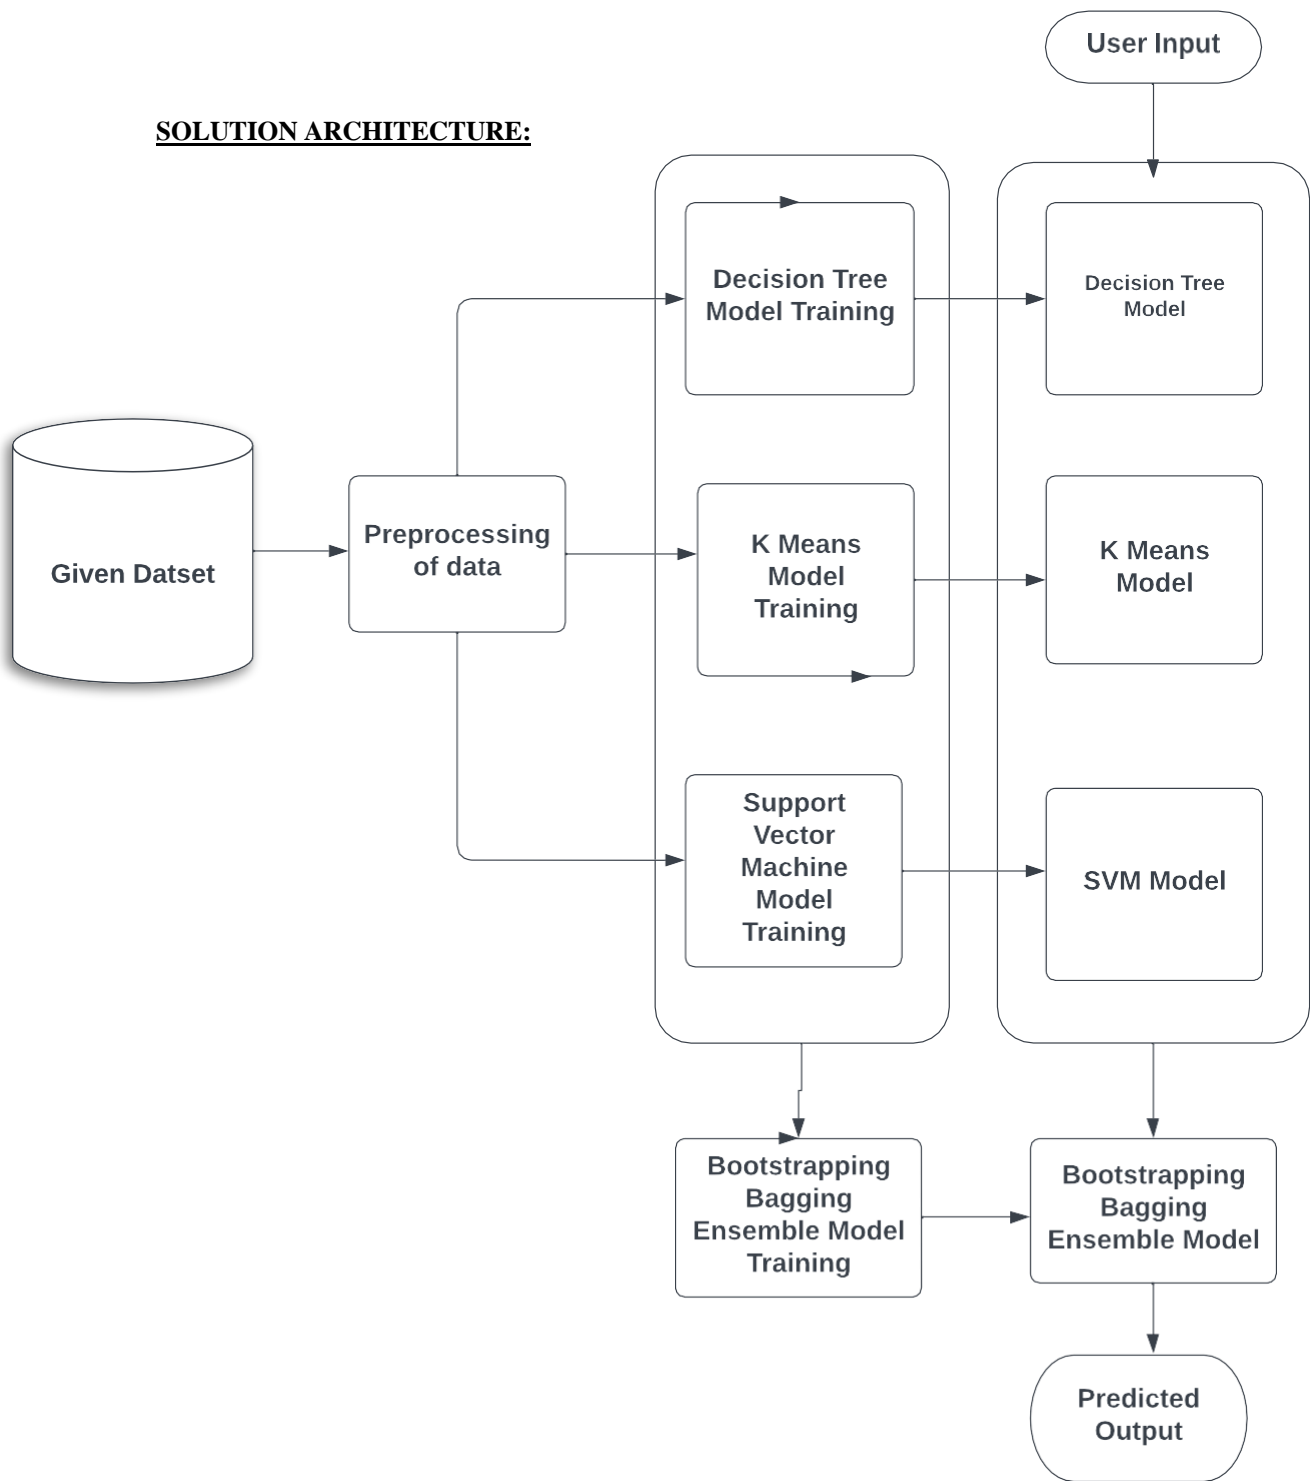 User Input
SOLUTION ARCHITECTURE:
Decision Tree
Model Training
Decision Tree
Model
Given Datset
Preprocessing
of data
K Means
Model
Training
K Means
Model
Support
Vector
Machine
Model
Training
SVM Model
Bootstrapping
Bagging
Ensemble Model
Training
Bootstrapping
Bagging
Ensemble Model
Predicted
Output